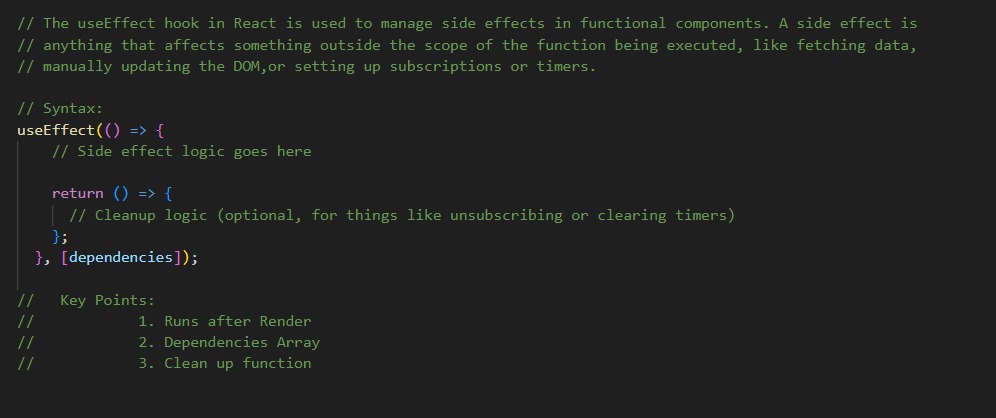 // The useEffect hook in React is used to manage side effects in functional components. A side effect is
// anything that affects something outside the scope of the function being executed, like fetching data,
// manually updating the DOM,or setting up subscriptions or timers.
// Syntax:
useEffect(() => {
    // Side effect logic goes here
    return () => {
      // Cleanup logic (optional, for things like unsubscribing or clearing timers)
    };
  }, [dependencies]);
//   Key Points:
//            1. Runs after Render
//            2. Dependencies Array
//            3. Clean up function